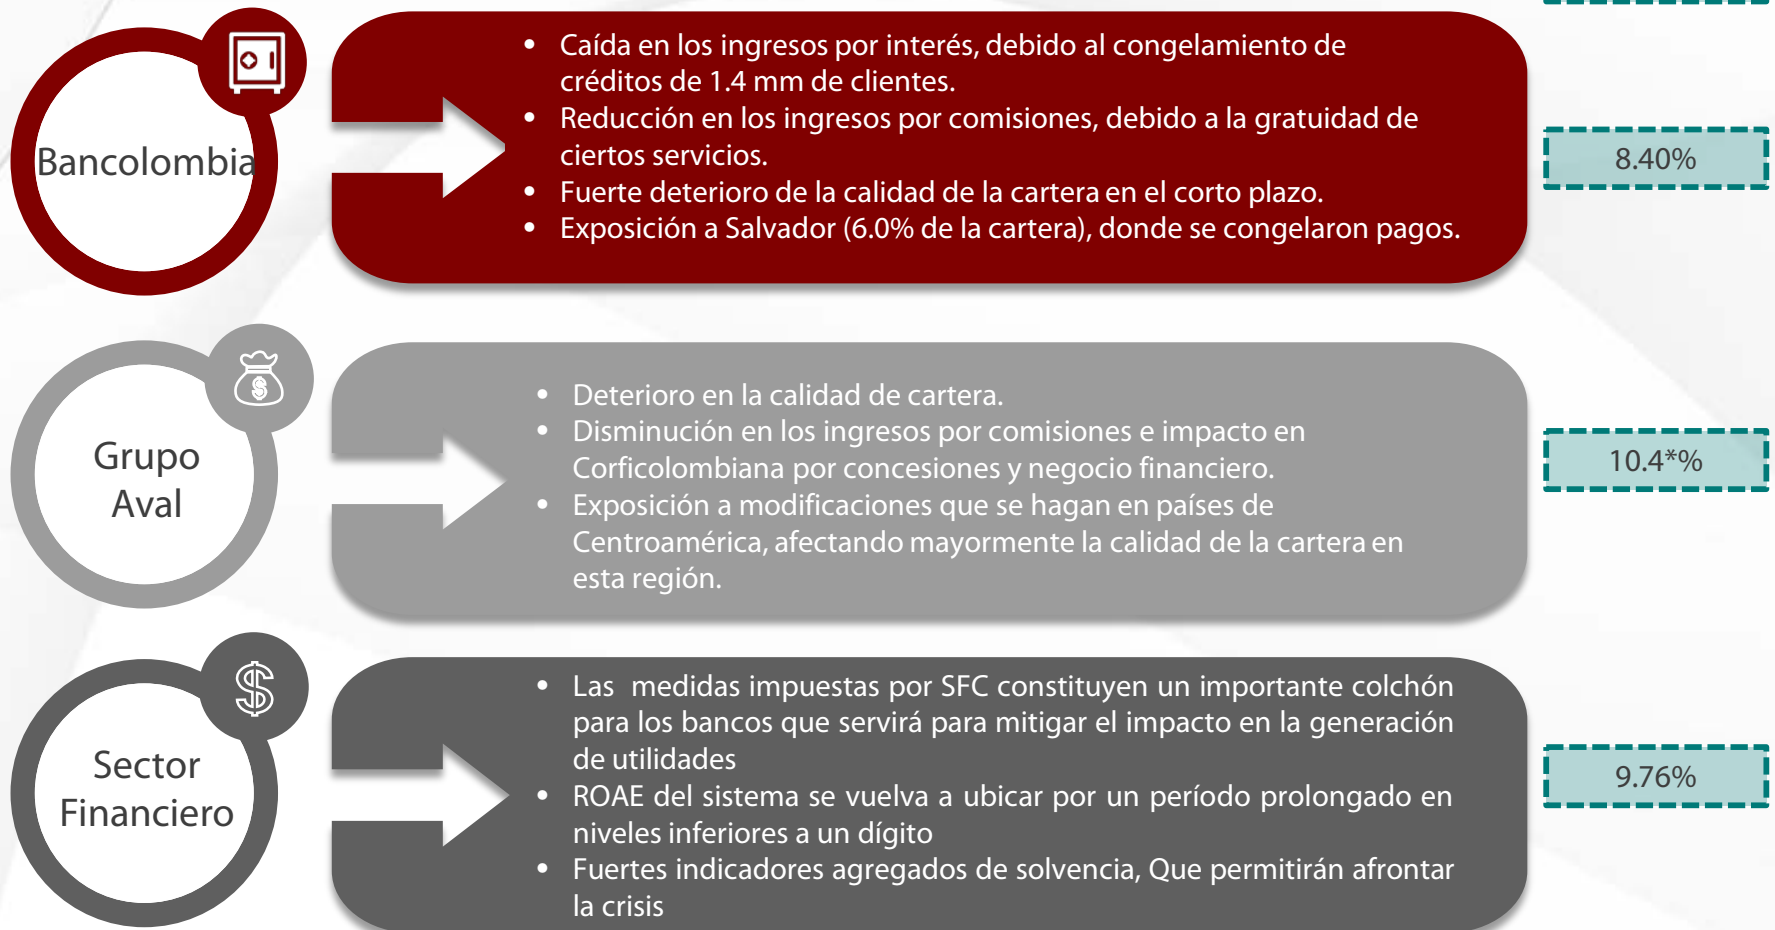 Bancolombia
• Caída en los ingresos por interés, debido al congelamiento de
créditos de 1.4 mm de clientes.
• Reducción en los ingresos por comisiones, debido a la gratuidad de
ciertos servicios.
• Fuerte deterioro de la calidad de la cartera en el corto plazo.
• Exposición a Salvador (6.0% de la cartera), donde se congelaron pagos.
8.40%
Grupo
Aval
• Deterioro en la calidad de cartera.
• Disminución en los ingresos por comisiones e impacto en
Corficolombiana por concesiones y negocio financiero.
• Exposición a modificaciones que se hagan en países de
Centroamérica, afectando mayormente la calidad de la cartera en
esta región.
10.4*%
Sector
Financiero
• Las medidas impuestas por SFC constituyen un importante colchón
para los bancos que servirá para mitigar el impacto en la generación
de utilidades
• ROAE del sistema se vuelva a ubicar por un período prolongado en
niveles inferiores a un dígito
• Fuertes indicadores agregados de solvencia, Que permitirán afrontar
la crisis
9.76%